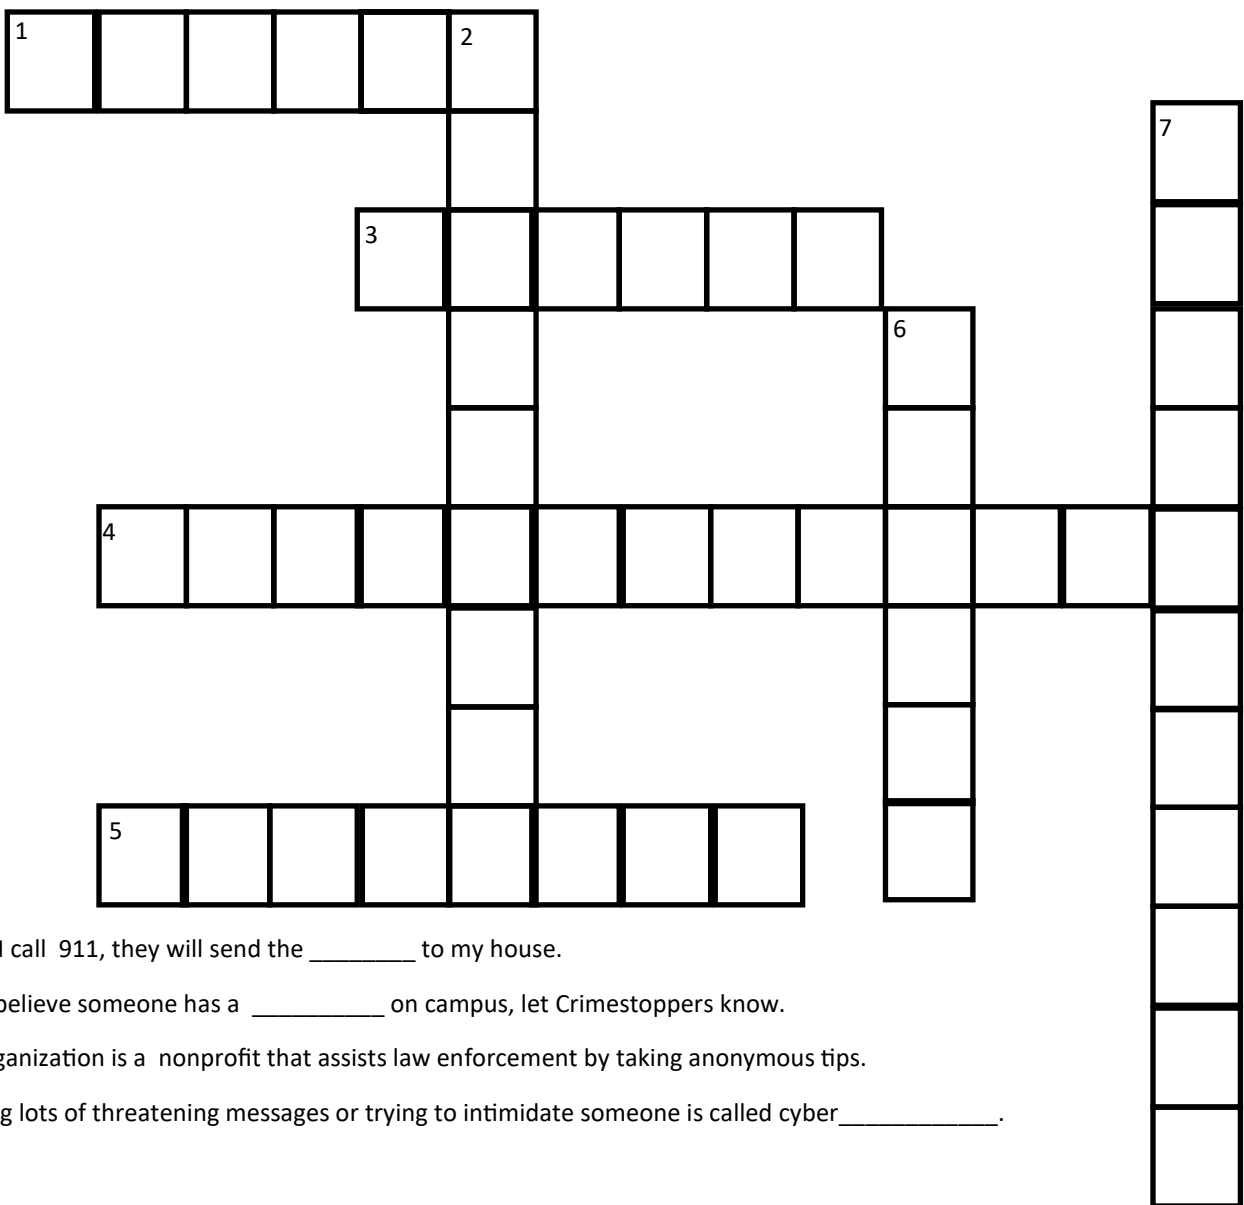 1
2
7
3
6
4
5
I call 911, they will send the ________ to my house.
believe someone has a __________ on campus, let Crimestoppers know.
ganization is a nonprofit that assists law enforcement by taking anonymous tips.
g lots of threatening messages or trying to intimidate someone is called cyber____________.